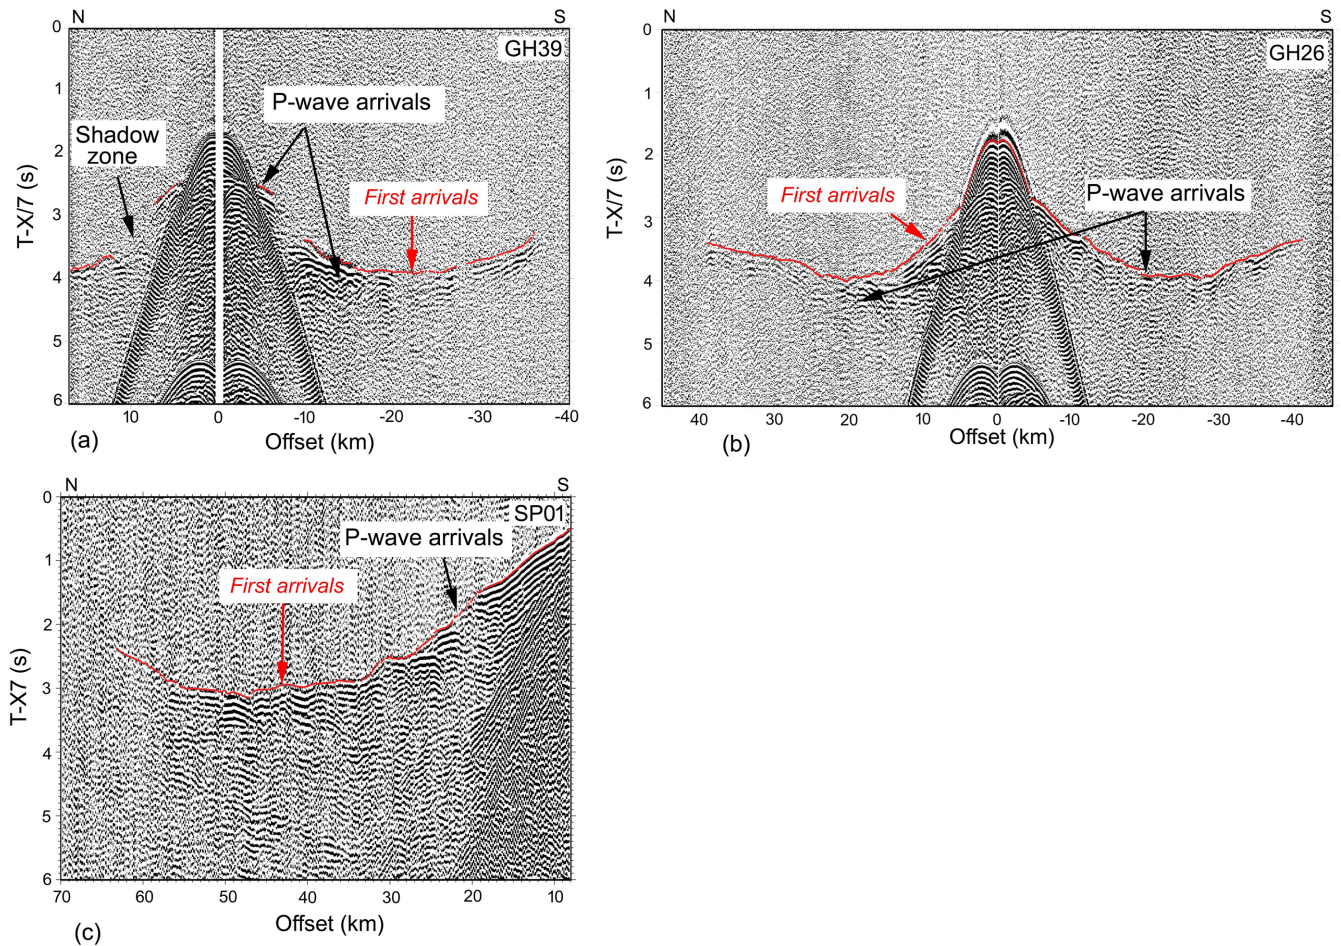 N S
GH39
0
1
2
3
4
5
6
T-X/7 (s)
P-wave arrivals
Shadow
zone
First arrivals
10 0 -10 -20 -30 -40
Offset (km)
(a)
N S
GH26
0
1
2
3
4
5
6
T-X/7 (s)
First arrivals
P-wave arrivals
40 30 20 10 0 -10 -20 -30 -40
Offset (km)
(b)
N S
SP01
0
1
2
3
4
5
6
T-X7 (s)
P-wave arrivals
First arrivals
70 60 50 40 30 20 10
Offset (km)
(c)